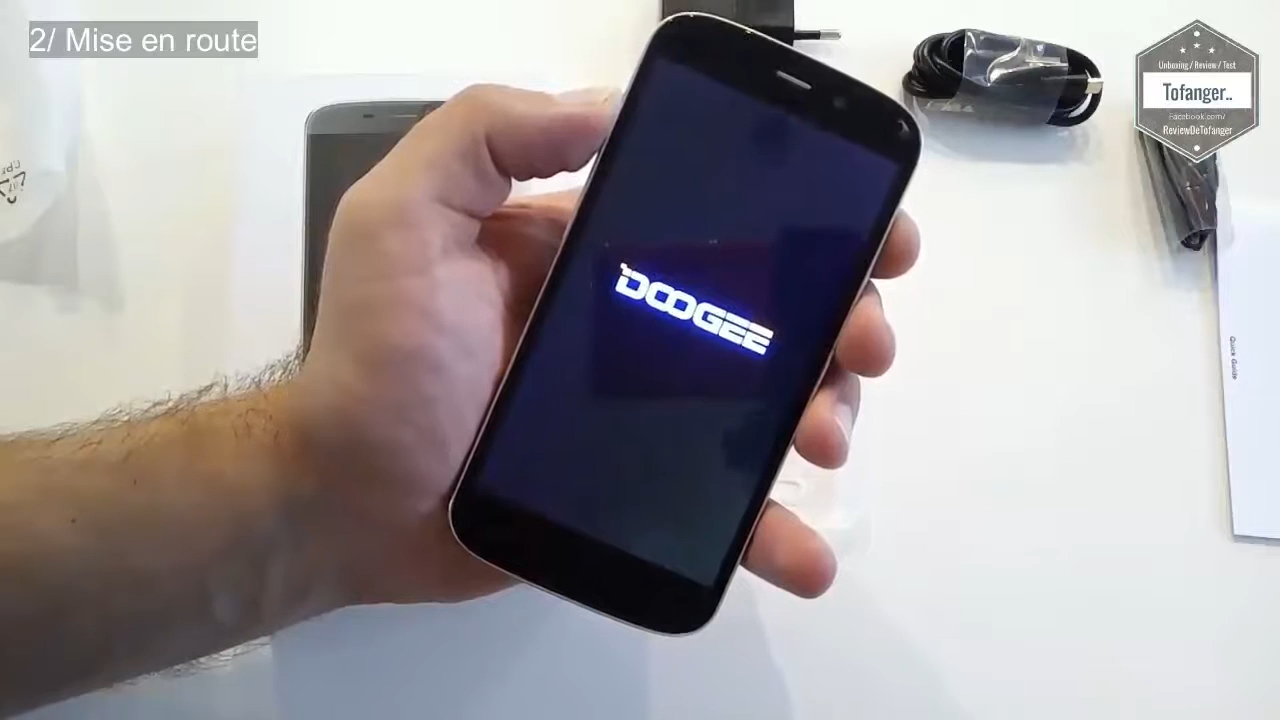 2/ Mise en route
Unboxing / Review / Test
Tofanger..
Facebook.com/
ReviewDeTofanger
DOOGEE
Quick Guide